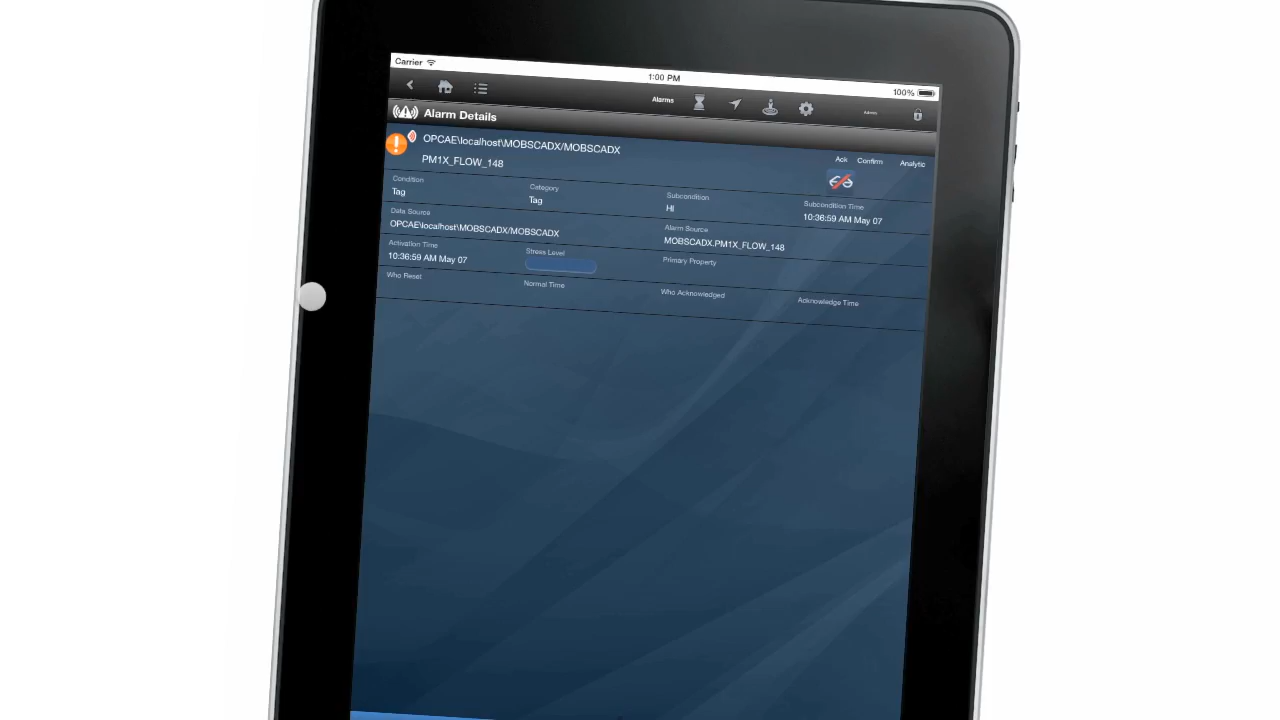 Carrier
1:00 PM
100%
Alarms
Admin
Alarm Details
OPCAE\localhost\MOBSCADX/MOBSCADX
PM1X_FLOW_148
Ack Confirm Analytic
Condition Category Subcondition Subcondition Time
Tag Tag HI 10:36:59 AM May 07
Data Source Alarm Source
OPCAE\localhost\MOBSCADX/MOBSCADX MOBSCADX.PM1X_FLOW_148
Activation Time Stress Level Primary Property
10:36:59 AM May 07
Who Reset Normal Time Who Acknowledged Acknowledge Time